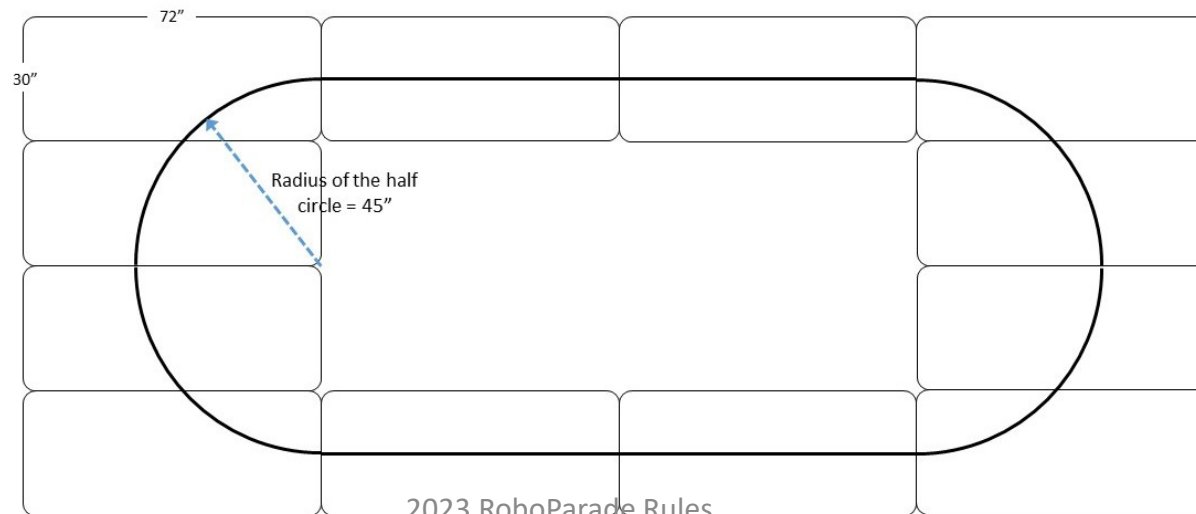 72”
30”
Radius of the half
circle = 45”
2023 RoboParade Rules